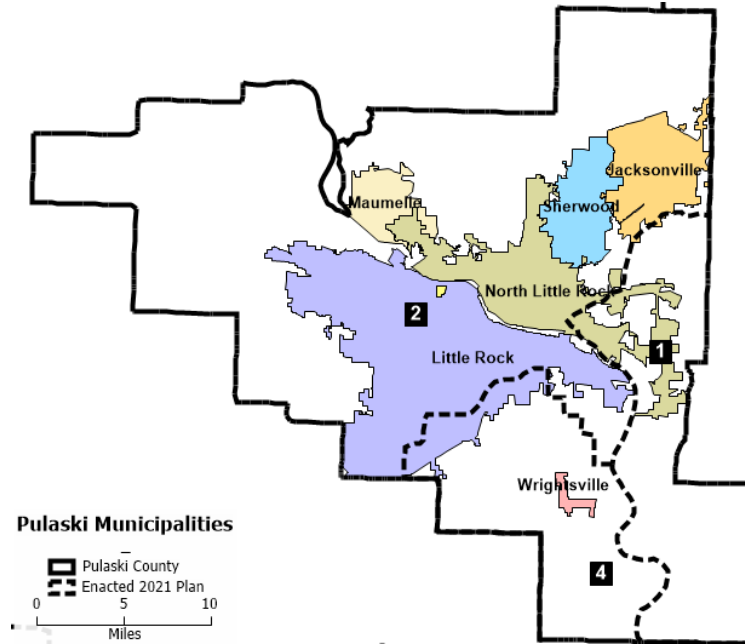 Jacksonville
Maumelle
Sherwood
North Little Rock
2
1
Little Rock
Wrightsville
Pulaski Municipalities
Pulaski County
Enacted 2021 Plan
4
0 5 10
Miles